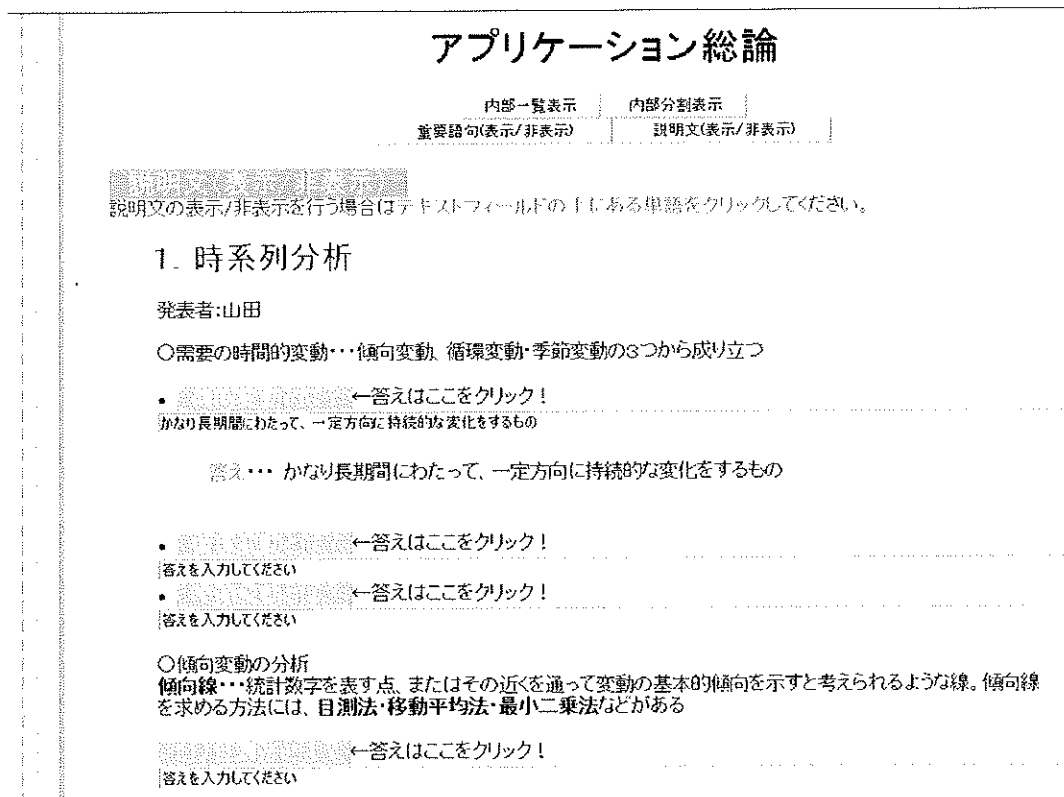 アプリケーション総論
内部一覧表示 内部分割表示
重要語句(表示/非表示) 説明文(表示/非表示)
説明文 表示 非表示
説明文の表示/非表示を行う場合はテキストフィールドの上にある単語をクリックしてください。
1. 時系列分析
発表者:山田
○需要の時間的変動・・・傾向変動、循環変動・季節変動の3つから成り立つ
• ←答えはここをクリック!
かなり長期間にわたって、一定方向に持続的な変化をするもの
答え・・・ かなり長期間にわたって、一定方向に持続的な変化をするもの
• ←答えはここをクリック!
答えを入力してください
• ←答えはここをクリック!
答えを入力してください
○傾向変動の分析
傾向線・・・統計数字を表す点、またはその近くを通って変動の基本的傾向を示すと考えられるような線。傾向線
を求める方法には、目測法・移動平均法・最小二乗法などがある
←答えはここをクリック!
答えを入力してください